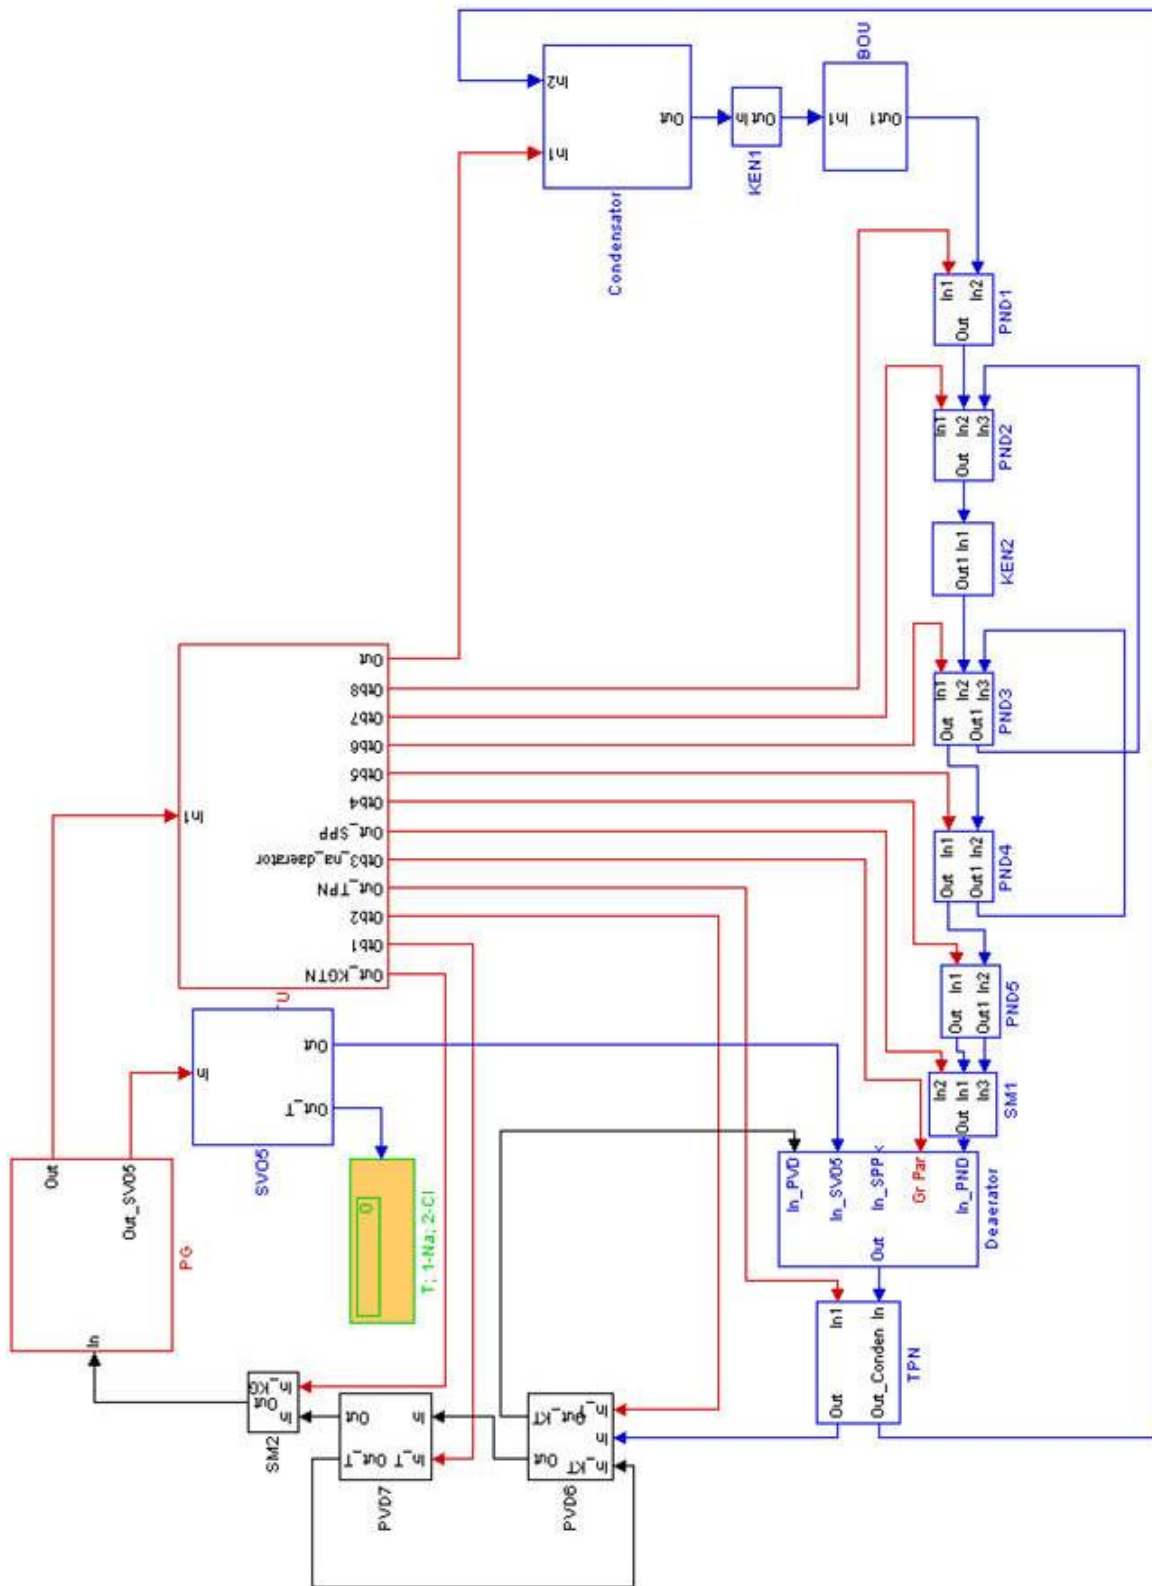 In2
In1
Out
Condensator
In
Out
KEN1
In1
Out1
BOU
In1
In2
Out
PND1
In1
In2
In3
Out
PND2
In1
Out1
KEN2
In1
In2
In3
Out
Out1
PND3
In1
In2
Out
Out1
PND4
In1
In2
Out
Out1
PND5
In2
In1
In3
Out
SM1
In1
Out
Otb8
Otb7
Otb6
Otb5
Otb4
Out_SPP
Otb3_na_daerator
Out_TPN
Otb2
Otb1
Out_KGTN
In
Out
Out_T
SVO5
Out
Out_SVO5
In
PG
0
T; 1-Na; 2-Cl
In_PVD
In_SVO5
In_SPP
Gr Par
In_PND
Out
Deaerator
In1
In
Out
Out_Conden
TPN
In_KG
Out
In
SM2
Out
Out_T
In
In_T
PVD7
Out_KT
In_T
Out
In
In_KT
PVD6